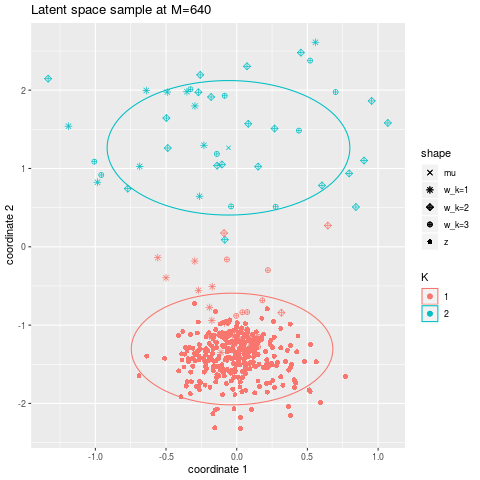 Latent space sample at M=640
2
1
0
-1
-2
coordinate 2
-1.0 -0.5 0.0 0.5 1.0
coordinate 1
shape
mu
w_k=1
w_k=2
w_k=3
z
K
1
2